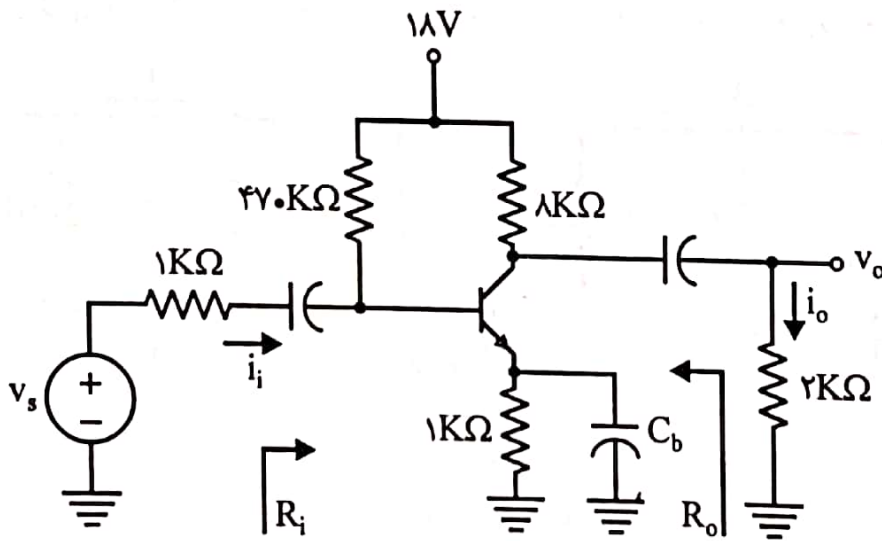 ۱۸V
۴۷۰KΩ
۸KΩ
۱KΩ
v_o
i_o
i_i
v_s
+
−
۱KΩ
C_b
۲KΩ
R_i
R_o